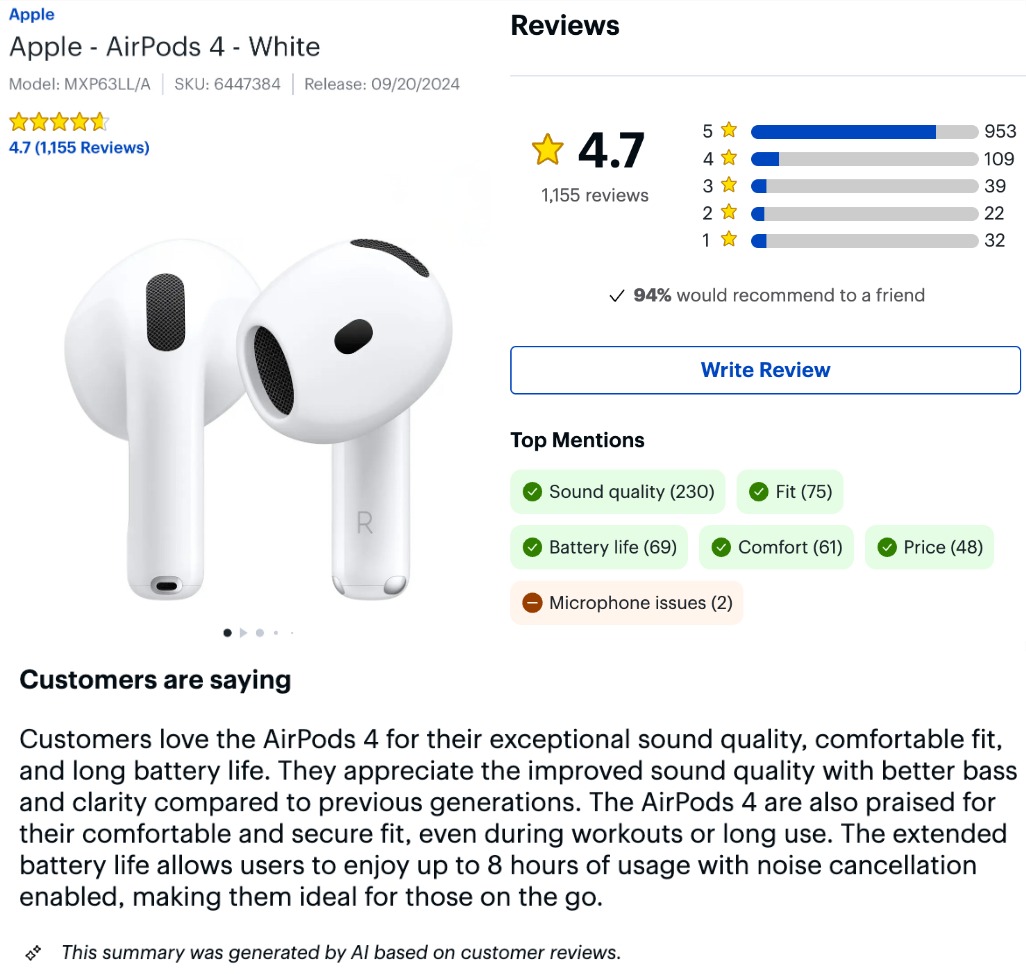 Apple
Apple - AirPods 4 - White
Model: MXP63LL/A | SKU: 6447384 | Release: 09/20/2024
4.7 (1,155 Reviews)
R
Reviews
4.7
1,155 reviews
5 953
4 109
3 39
2 22
1 32
94% would recommend to a friend
Write Review
Top Mentions
Sound quality (230) Fit (75)
Battery life (69) Comfort (61) Price (48)
Microphone issues (2)
Customers are saying
Customers love the AirPods 4 for their exceptional sound quality, comfortable fit,
and long battery life. They appreciate the improved sound quality with better bass
and clarity compared to previous generations. The AirPods 4 are also praised for
their comfortable and secure fit, even during workouts or long use. The extended
battery life allows users to enjoy up to 8 hours of usage with noise cancellation
enabled, making them ideal for those on the go.
This summary was generated by AI based on customer reviews.